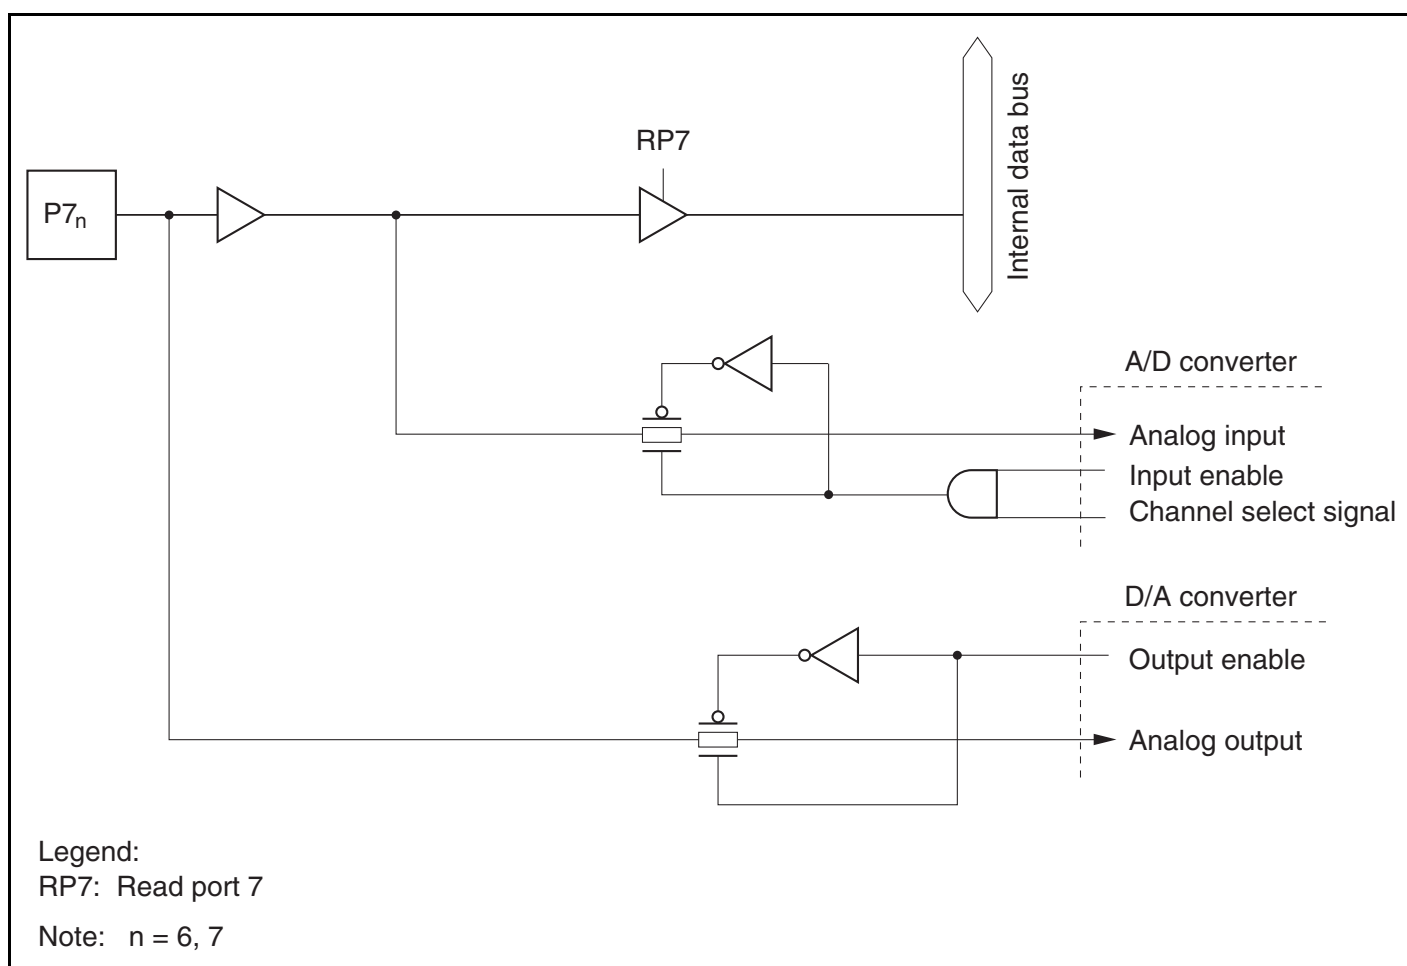 RP7
P7n
Internal data bus
A/D converter
Analog input
Input enable
Channel select signal
D/A converter
Output enable
Analog output
Legend:
RP7: Read port 7
Note: n = 6, 7